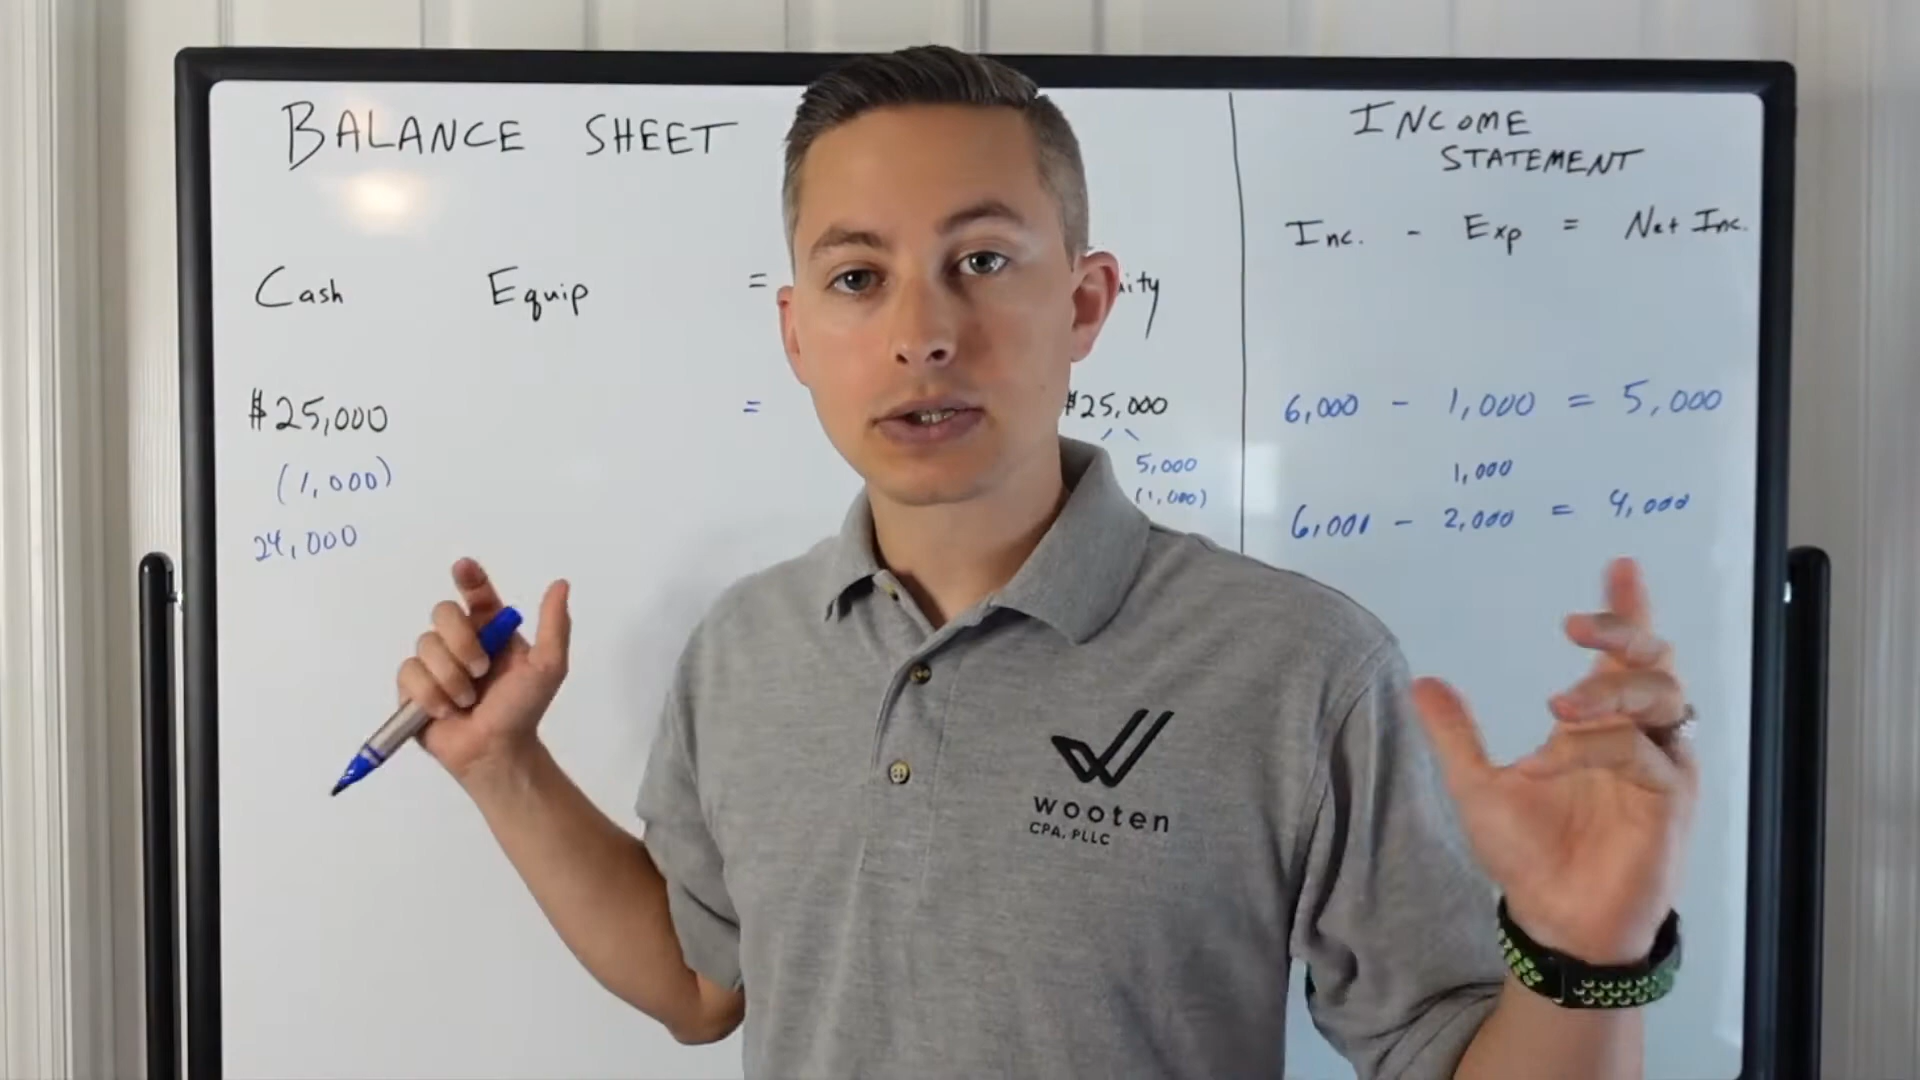 BALANCE SHEET
Cash Equip = ity
$25,000 = $25,000
(1,000) 5,000
(1,000)
24,000
INCOME
STATEMENT
Inc. - Exp = Net Inc.
6,000 - 1,000 = 5,000
1,000
6,000 - 2,000 = 4,000
wooten
CPA, PLLC